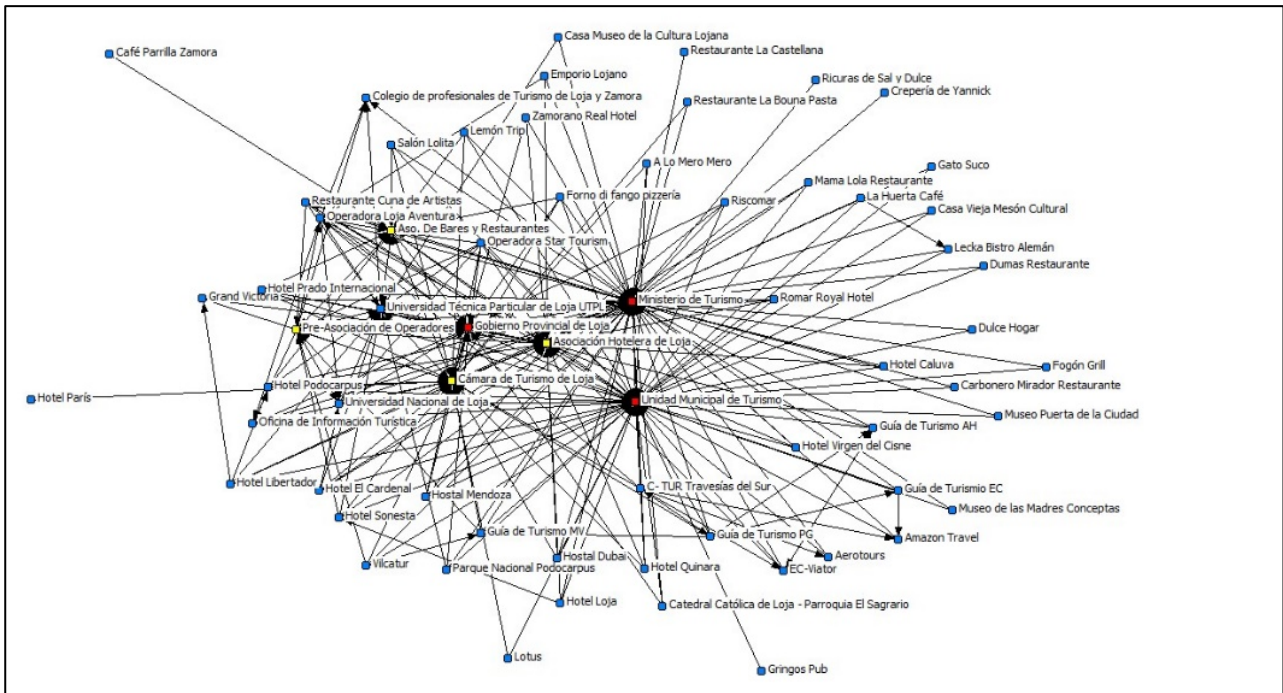 Casa Museo de la Cultura Lojana
Café Parrilla Zamora
Restaurante La Castellana
Emporio Lojano
Ricuras de Sal y Dulce
Crepería de Yannick
Colegio de profesionales de Turismo de Loja y Zamora
Restaurante La Bouna Pasta
Zamorano Real Hotel
Lemón Trip
Salón Lolita
A Lo Mero Mero
Gato Suco
Mama Lola Restaurante
Forno di fango pizzería
La Huerta Café
Restaurante Cuna de Artistas
Riscomar
Casa Vieja Mesón Cultural
Operadora Loja Aventura
Aso. De Bares y Restaurantes
Operadora Star Tourism
Lecka Bistro Alemán
Dumas Restaurante
Hotel Prado Internacional
Grand Victoria
Ministerio de Turismo
Romar Royal Hotel
Universidad Técnica Particular de Loja UTPL
Pre-Asociación de Operadores
Gobierno Provincial de Loja
Dulce Hogar
Asociación Hotelera de Loja
Hotel Caluva
Fogón Grill
Cámara de Turismo de Loja
Hotel Podocarpus
Carbonero Mirador Restaurante
Hotel París
Universidad Nacional de Loja
Unidad Municipal de Turismo
Museo Puerta de la Ciudad
Oficina de Información Turística
Guía de Turismo AH
Hotel Virgen del Cisne
Hotel Libertador
Hotel El Cardenal
Hostal Mendoza
C- TUR Travesías del Sur
Guía de Turismio EC
Museo de las Madres Conceptas
Hotel Sonesta
Guía de Turismo MV
Guía de Turismo PG
Amazon Travel
Hostal Dubai
Aerotours
Vilcatur
Parque Nacional Podocarpus
Hotel Quinara
EC-Viator
Hotel Loja
Catedral Católica de Loja - Parroquia El Sagrario
Lotus
Gringos Pub